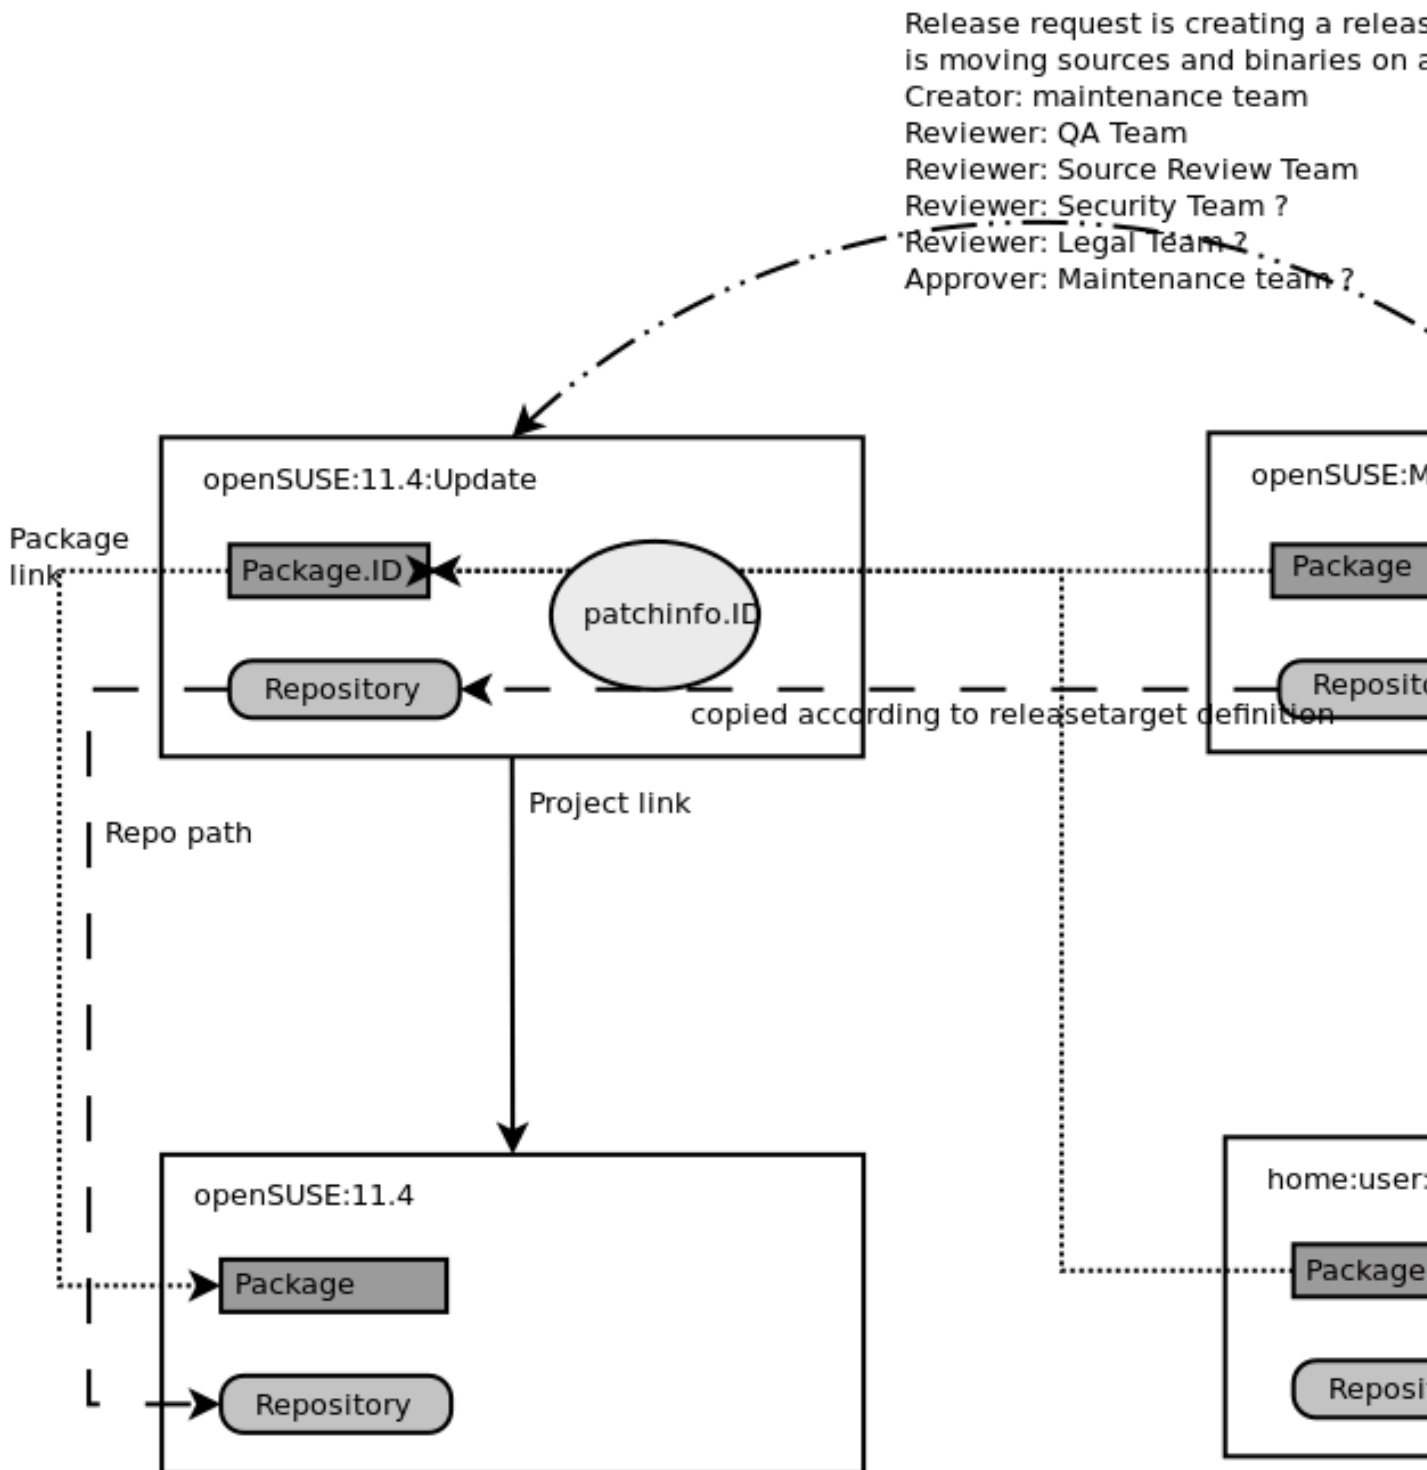 Release request is creating a releas
is moving sources and binaries on a
Creator: maintenance team
Reviewer: QA Team
Reviewer: Source Review Team
Reviewer: Security Team ?
Reviewer: Legal Team ?
Approver: Maintenance team ?
openSUSE:11.4:Update
openSUSE:M
Package
link
Package.ID
patchinfo.ID
Package
Repository
Reposito
copied according to releasetarget definition
Project link
Repo path
openSUSE:11.4
home:user:
Package
Package
Repository
Reposi